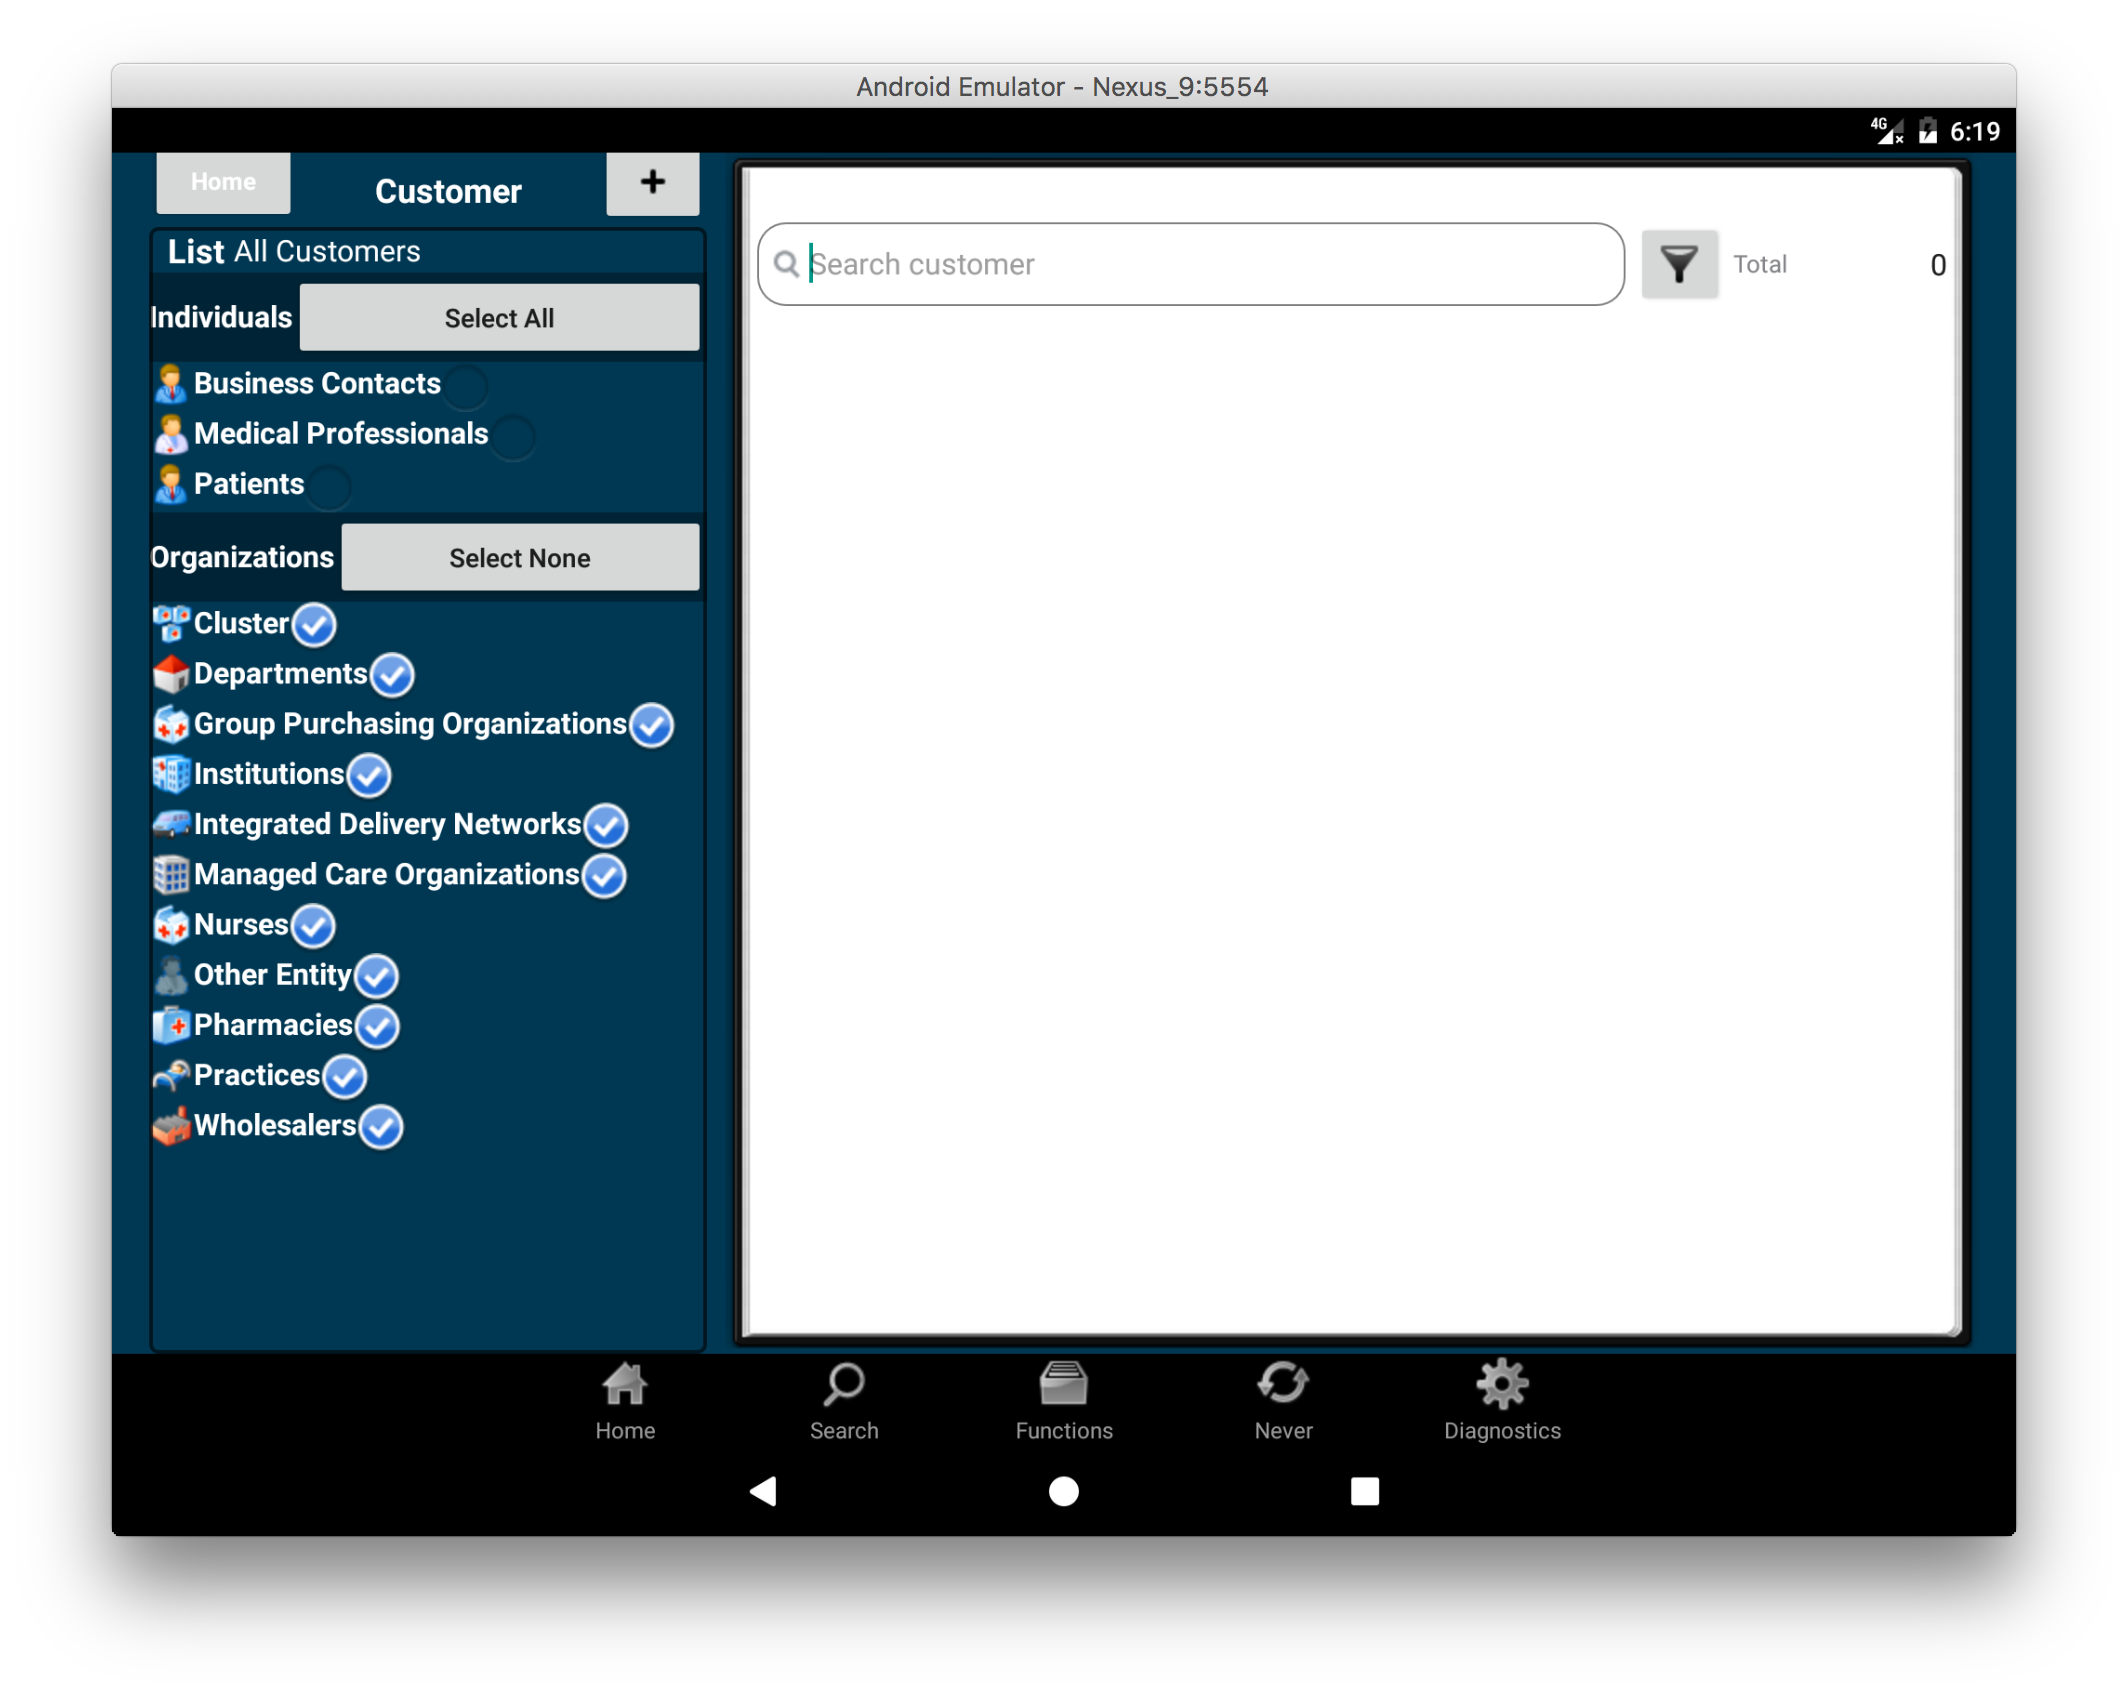 Android Emulator - Nexus_9:5554
4G 6:19
Home Customer +
List All Customers
Search customer Total 0
Individuals Select All
Business Contacts
Medical Professionals
Patients
Organizations Select None
Cluster
Departments
Group Purchasing Organizations
Institutions
Integrated Delivery Networks
Managed Care Organizations
Nurses
Other Entity
Pharmacies
Practices
Wholesalers
Home Search Functions Never Diagnostics